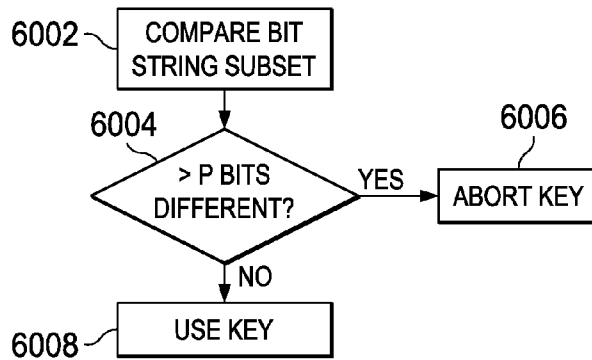 6002
COMPARE BIT
STRING SUBSET
6004
> P BITS
DIFFERENT?
YES
6006
ABORT KEY
NO
6008
USE KEY